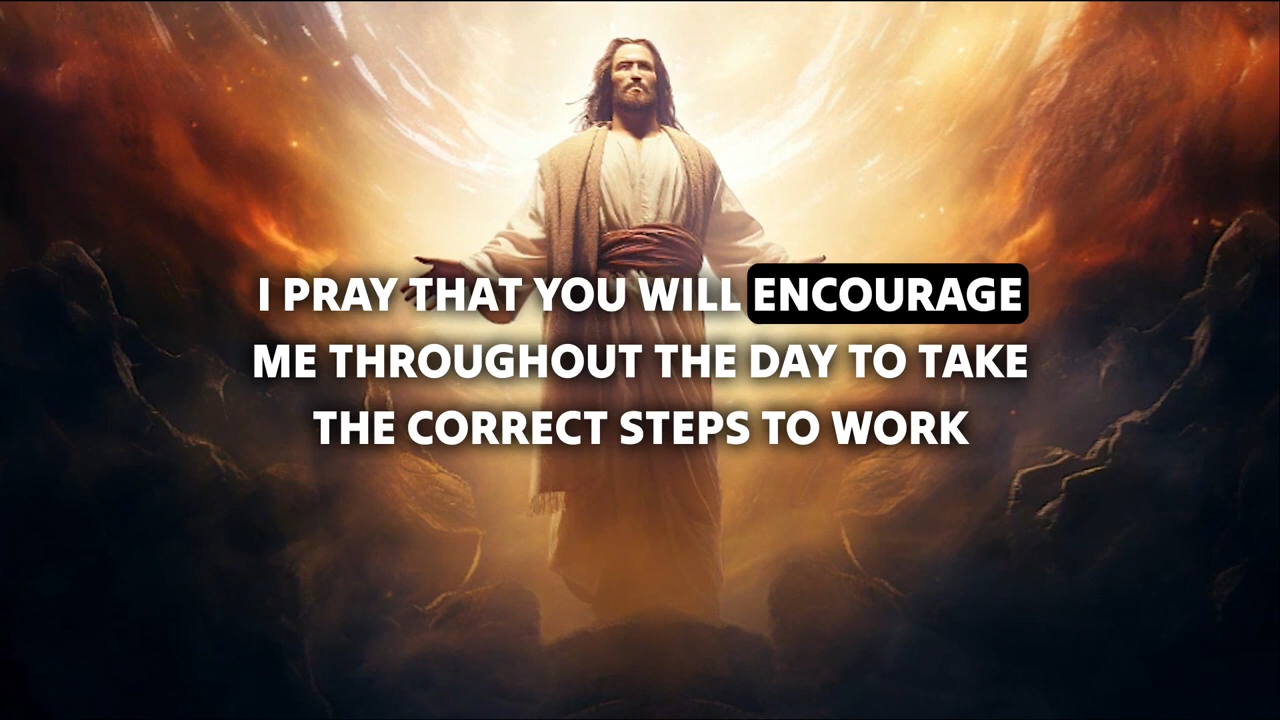 I PRAY THAT YOU WILL ENCOURAGE
ME THROUGHOUT THE DAY TO TAKE
THE CORRECT STEPS TO WORK